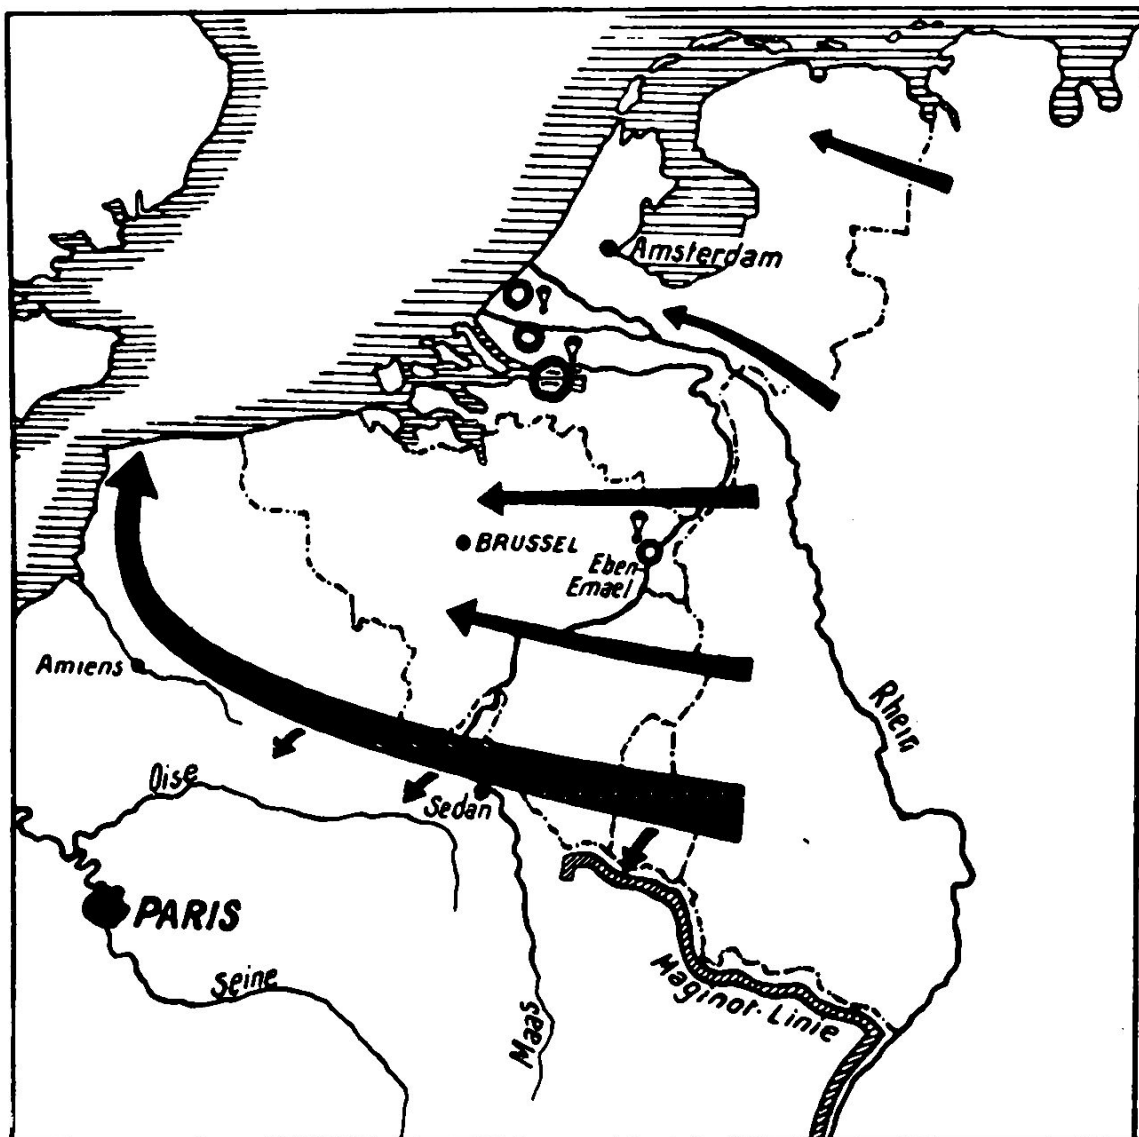 Amsterdam
BRUSSEL
Eben
Emael
Amiens
Rhein
Oise
Sedan
PARIS
Seine
Maginot-Linie
Maas